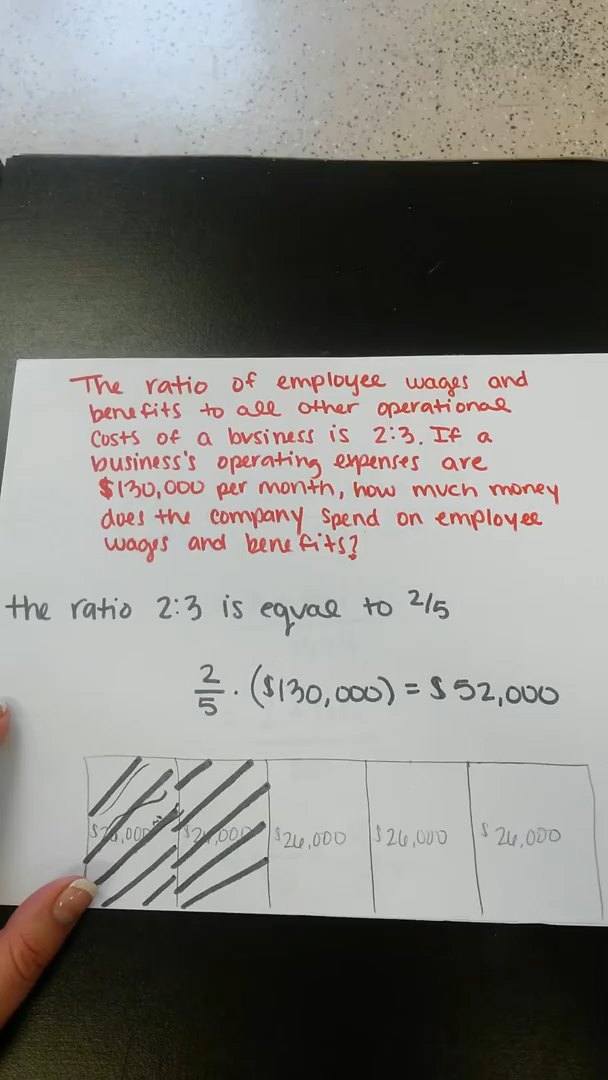 The ratio of employee wages and
benefits to all other operational
costs of a business is 2:3. If a
business's operating expenses are
$130,000 per month, how much money
does the company spend on employee
wages and benefits?
the ratio 2:3 is equal to 2/5
2/5 · ($130,000) = $52,000
$26,000 $26,000 $26,000